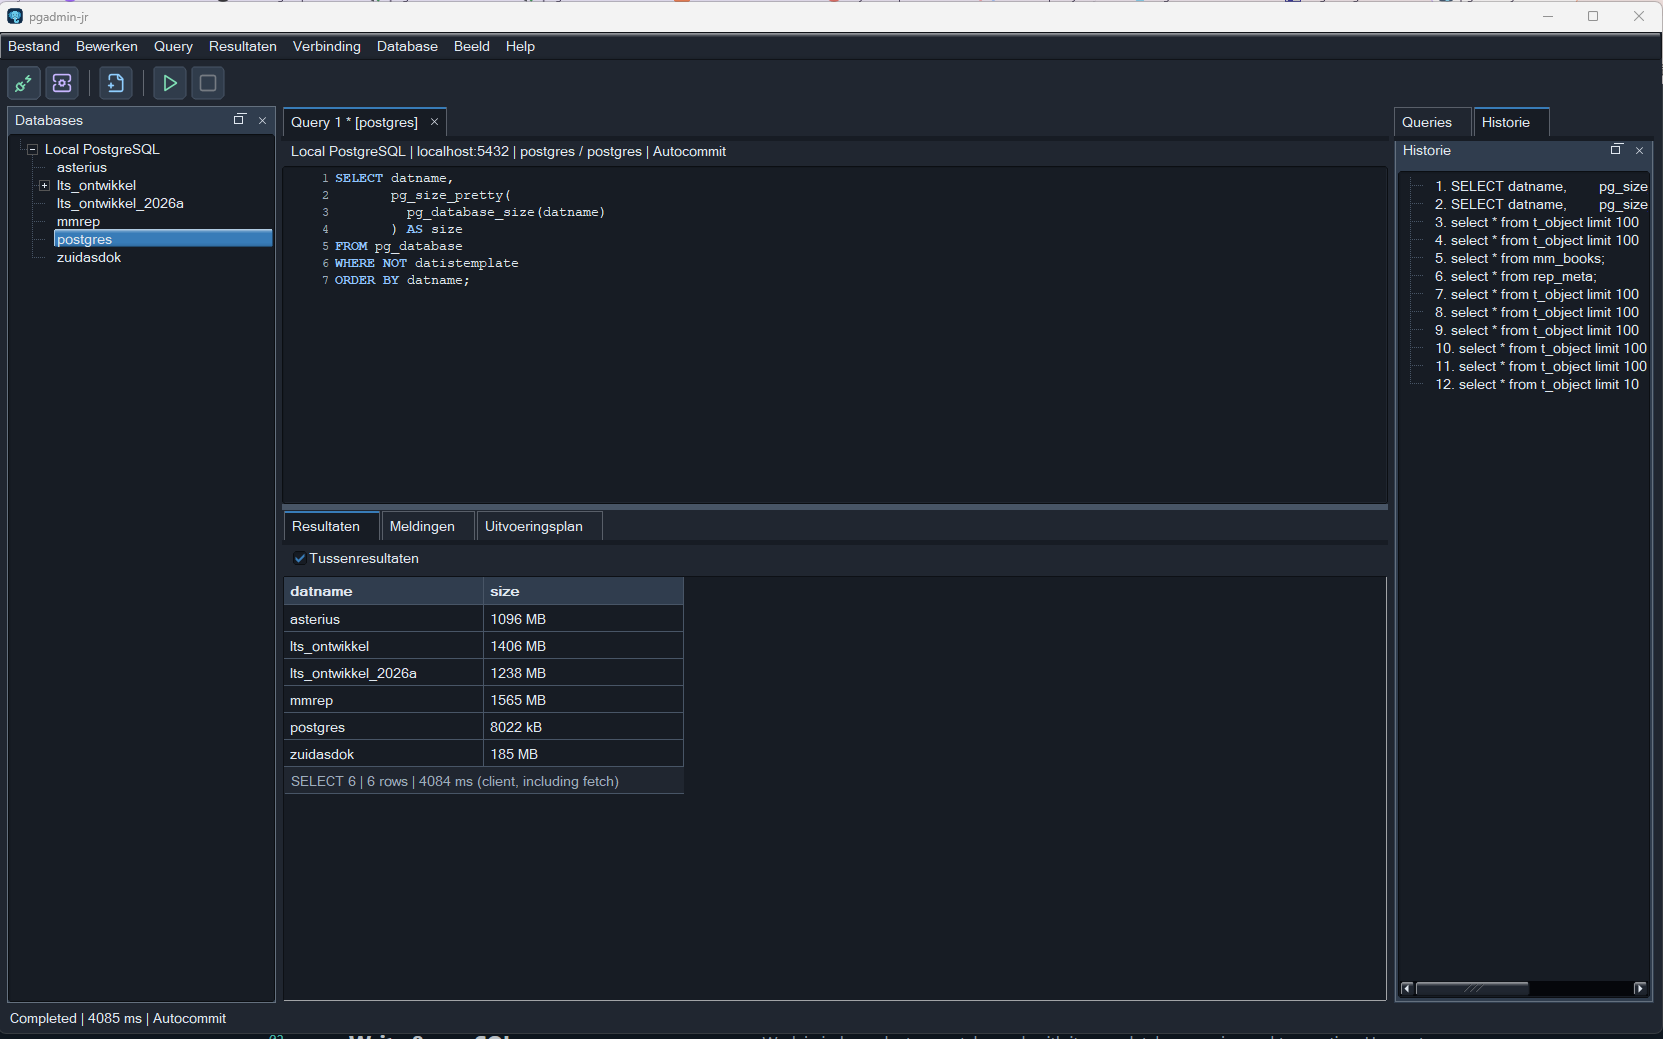 pgadmin-jr
Bestand Bewerken Query Resultaten Verbinding Database Beeld Help
Databases
Local PostgreSQL
asterius
lts_ontwikkel
lts_ontwikkel_2026a
mmrep
postgres
zuidasdok
Query 1 * [postgres]
Local PostgreSQL | localhost:5432 | postgres / postgres | Autocommit
1 SELECT datname,
2 pg_size_pretty(
3 pg_database_size(datname)
4 ) AS size
5 FROM pg_database
6 WHERE NOT datistemplate
7 ORDER BY datname;
Resultaten Meldingen Uitvoeringsplan
Tussenresultaten
datname size
asterius 1096 MB
lts_ontwikkel 1406 MB
lts_ontwikkel_2026a 1238 MB
mmrep 1565 MB
postgres 8022 kB
zuidasdok 185 MB
SELECT 6 | 6 rows | 4084 ms (client, including fetch)
Queries Historie
Historie
1. SELECT datname, pg_size
2. SELECT datname, pg_size
3. select * from t_object limit 100
4. select * from t_object limit 100
5. select * from mm_books;
6. select * from rep_meta;
7. select * from t_object limit 100
8. select * from t_object limit 100
9. select * from t_object limit 100
10. select * from t_object limit 100
11. select * from t_object limit 100
12. select * from t_object limit 10
Completed | 4085 ms | Autocommit